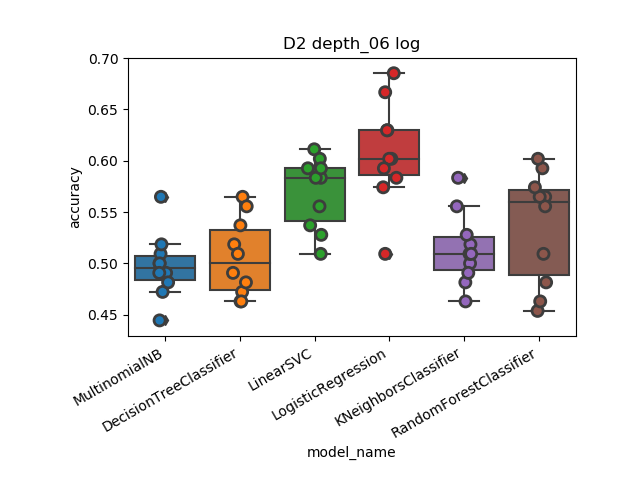 D2 depth_06 log
accuracy
0.70
0.65
0.60
0.55
0.50
0.45
MultinomialNB
DecisionTreeClassifier
LinearSVC
LogisticRegression
KNeighborsClassifier
RandomForestClassifier
model_name